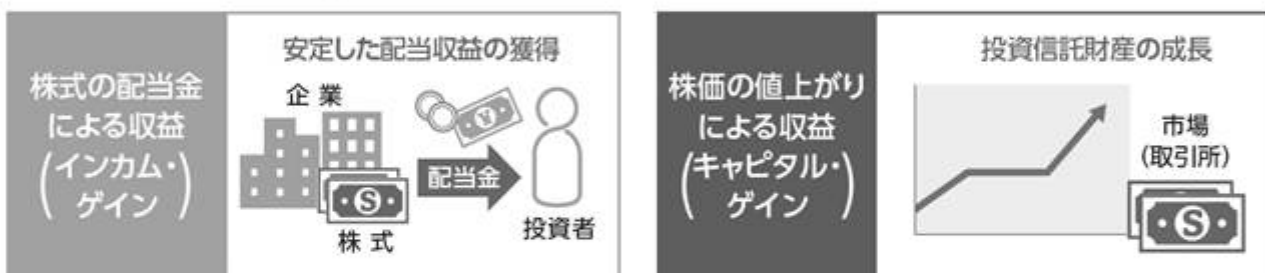 株式の配当金
による収益
(インカム・
ゲイン)
安定した配当収益の獲得
企業
¥
配当金
S
株式
投資者
株価の値上がり
による収益
(キャピタル・
ゲイン)
投資信託財産の成長
市場
(取引所)
S